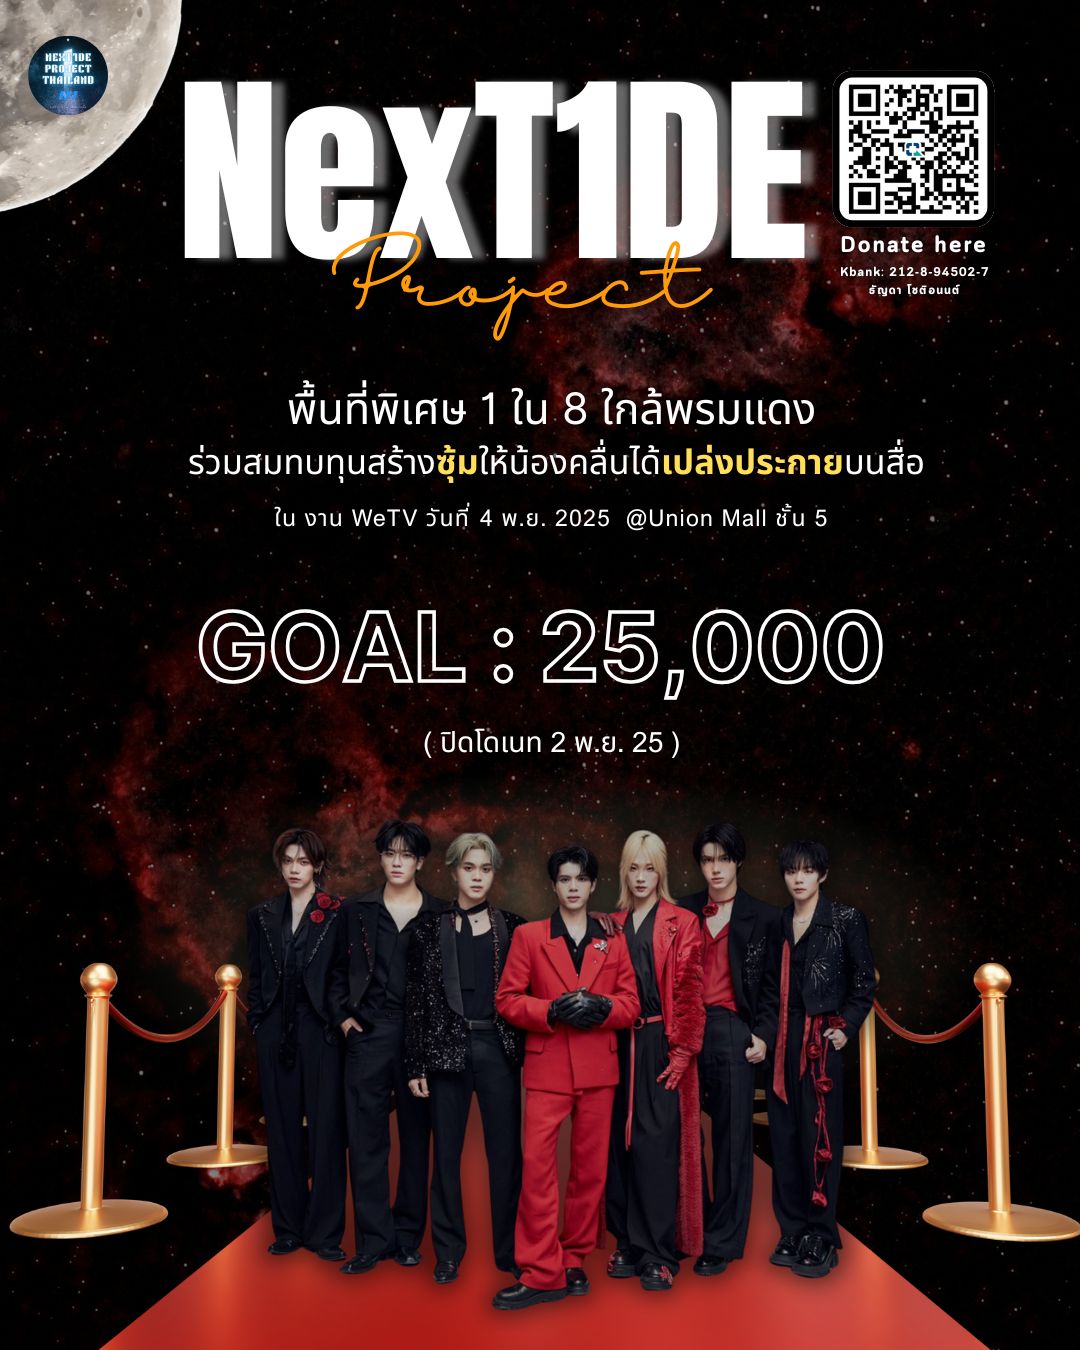 NEXT1DE
PROJECT
THAILAND
NexT1DE
Project
Donate here
Kbank: 212-8-94502-7
ธัญดา โชติอนนต์
พื้นที่พิเศษ 1 ใน 8 ใกล้พรมแดง
ร่วมสมทบทุนสร้างซุ้มให้น้องคลื่นได้เปล่งประกายบนสื่อ
ใน งาน WeTV วันที่ 4 พ.ย. 2025 @Union Mall ชั้น 5
GOAL : 25,000
( ปิดโดเนท 2 พ.ย. 25 )